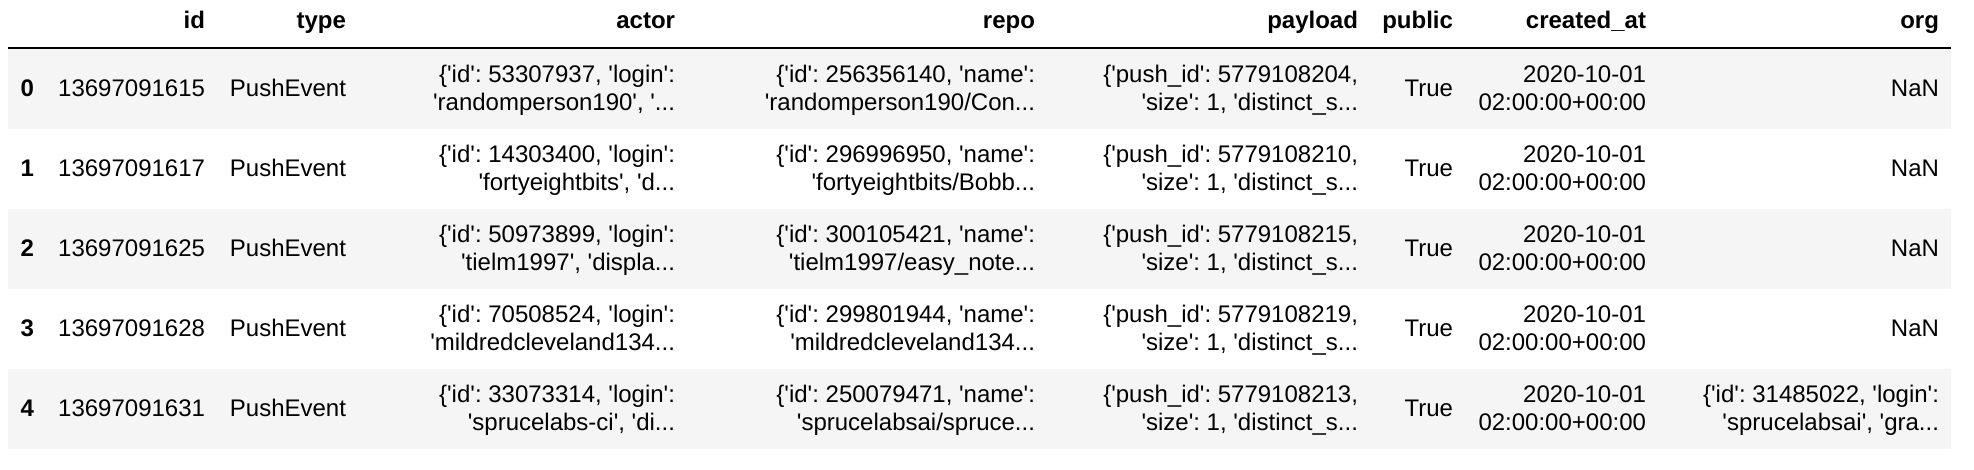 id type actor repo payload public created_at org
0 13697091615 PushEvent {'id': 53307937, 'login': 'randomperson190', '... {'id': 256356140, 'name': 'randomperson190/Con... {'push_id': 5779108204, 'size': 1, 'distinct_s... True 2020-10-01 02:00:00+00:00 NaN
1 13697091617 PushEvent {'id': 14303400, 'login': 'fortyeightbits', 'd... {'id': 296996950, 'name': 'fortyeightbits/Bobb... {'push_id': 5779108210, 'size': 1, 'distinct_s... True 2020-10-01 02:00:00+00:00 NaN
2 13697091625 PushEvent {'id': 50973899, 'login': 'tielm1997', 'displa... {'id': 300105421, 'name': 'tielm1997/easy_note... {'push_id': 5779108215, 'size': 1, 'distinct_s... True 2020-10-01 02:00:00+00:00 NaN
3 13697091628 PushEvent {'id': 70508524, 'login': 'mildredcleveland134... {'id': 299801944, 'name': 'mildredcleveland134... {'push_id': 5779108219, 'size': 1, 'distinct_s... True 2020-10-01 02:00:00+00:00 NaN
4 13697091631 PushEvent {'id': 33073314, 'login': 'sprucelabs-ci', 'di... {'id': 250079471, 'name': 'sprucelabsai/spruce... {'push_id': 5779108213, 'size': 1, 'distinct_s... True 2020-10-01 02:00:00+00:00 {'id': 31485022, 'login': 'sprucelabsai', 'gra...